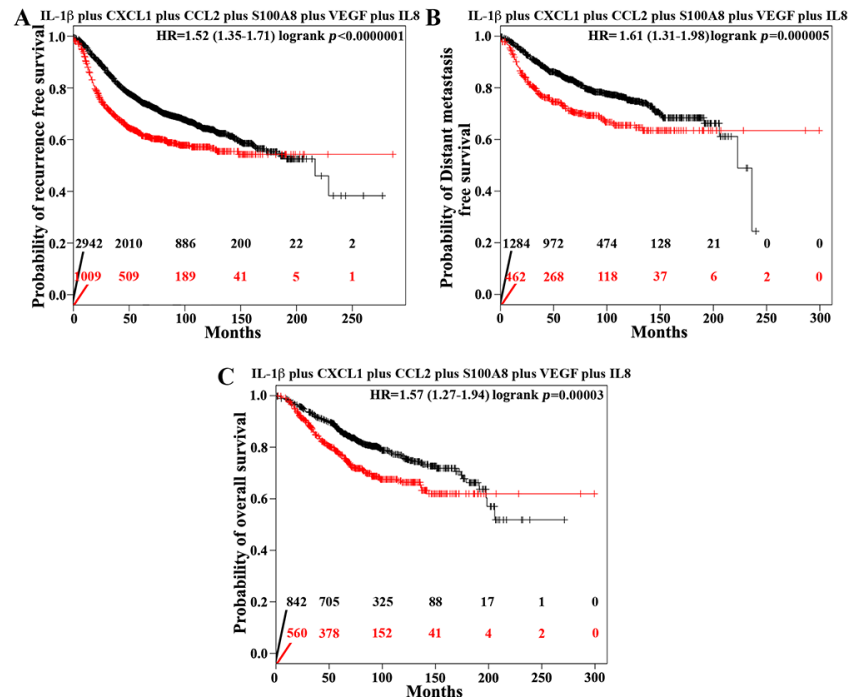 A
IL-1β plus CXCL1 plus CCL2 plus S100A8 plus VEGF plus IL8
HR=1.52 (1.35-1.71) logrank p<0.0000001
Probability of recurrence free survival
1.0
0.8
0.6
0.4
0.2
0.0
2942 2010 886 200 22 2
1009 509 189 41 5 1
0 50 100 150 200 250
Months
B
IL-1β plus CXCL1 plus CCL2 plus S100A8 plus VEGF plus IL8
HR= 1.61 (1.31-1.98) logrank p=0.000005
Probability of Distant metastasis
free survival
1.0
0.8
0.6
0.4
0.2
0.0
1284 972 474 128 21 0 0
462 268 118 37 6 2 0
0 50 100 150 200 250 300
Months
C
IL-1β plus CXCL1 plus CCL2 plus S100A8 plus VEGF plus IL8
HR=1.57 (1.27-1.94) logrank p=0.00003
Probability of overall survival
1.0
0.8
0.6
0.4
0.2
0.0
842 705 325 88 17 1 0
560 378 152 41 4 2 0
0 50 100 150 200 250 300
Months